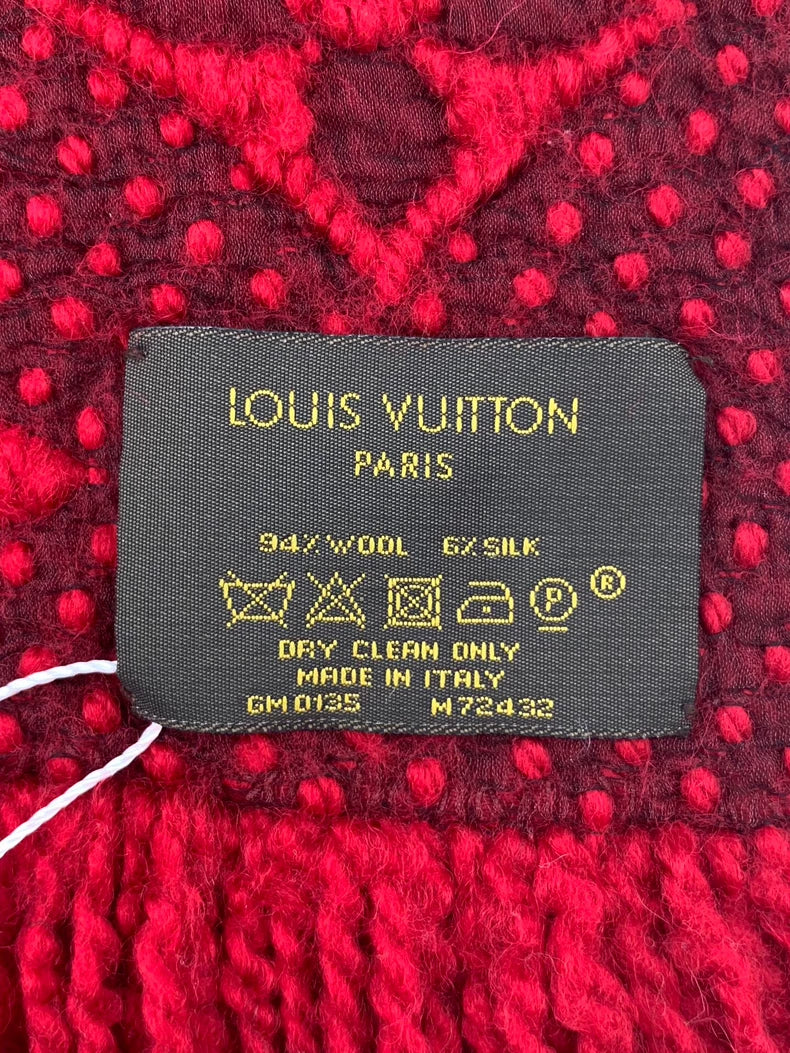 LOUIS VUITTON
PARIS
94% WOOL 6% SILK
P ®
DRY CLEAN ONLY
MADE IN ITALY
GM0135 M72432